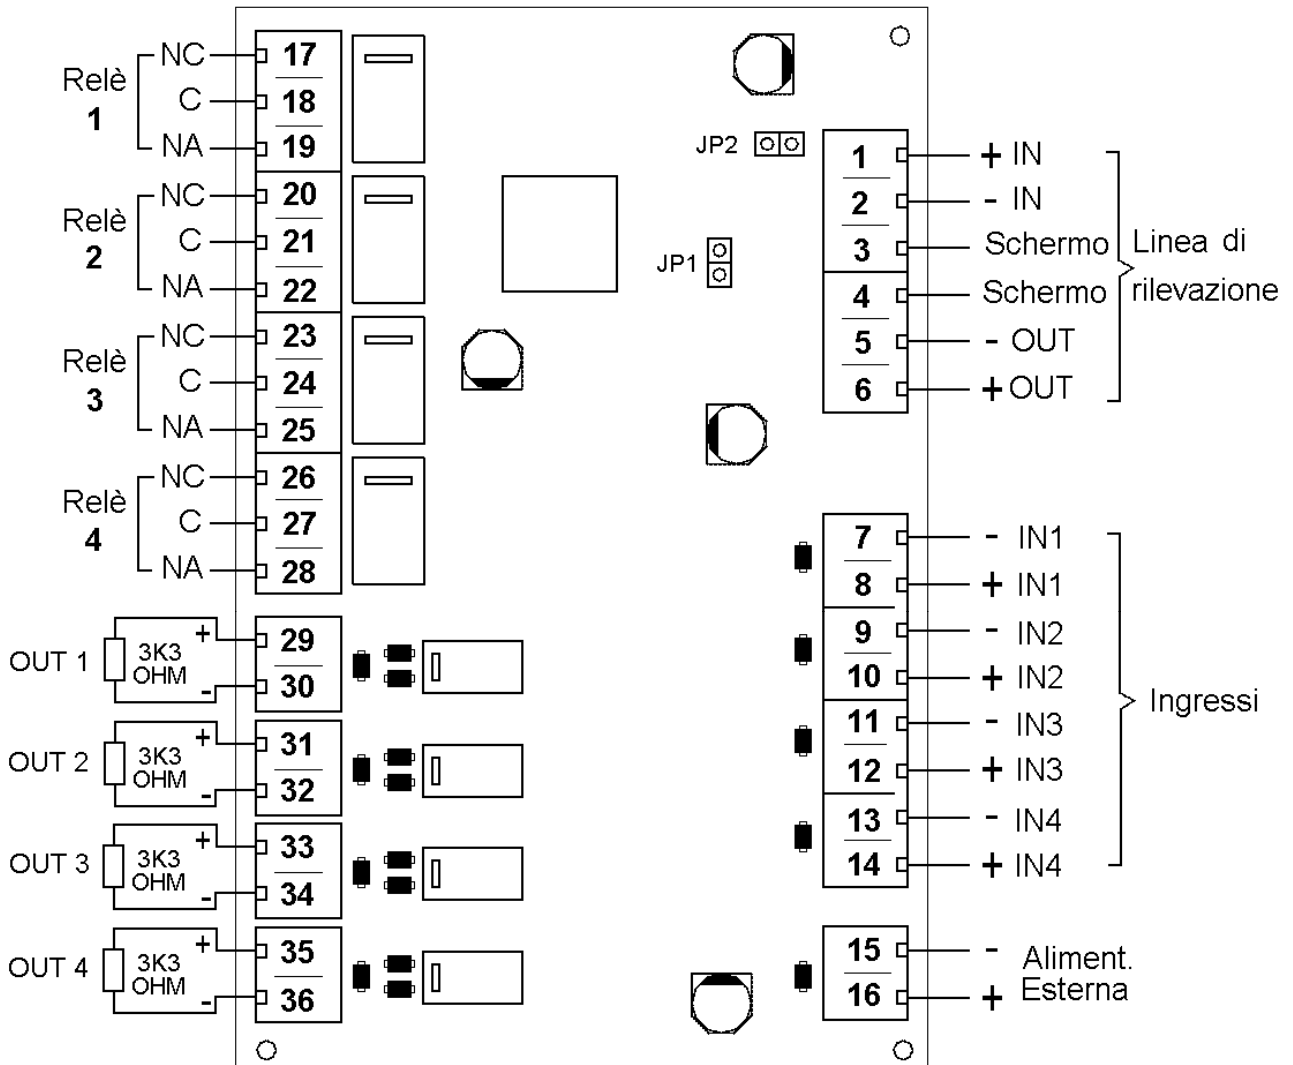 Relè
1
NC 17
C 18
NA 19
Relè
2
NC 20
C 21
NA 22
Relè
3
NC 23
C 24
NA 25
Relè
4
NC 26
C 27
NA 28
OUT 1
3K3
OHM
+ 29
- 30
OUT 2
3K3
OHM
+ 31
- 32
OUT 3
3K3
OHM
+ 33
- 34
OUT 4
3K3
OHM
+ 35
- 36
JP2
JP1
1 + IN
2 - IN
3 Schermo
4 Schermo
5 - OUT
6 + OUT
Linea di
rilevazione
7 - IN1
8 + IN1
9 - IN2
10 + IN2
11 - IN3
12 + IN3
13 - IN4
14 + IN4
Ingressi
15 -
16 +
Aliment.
Esterna